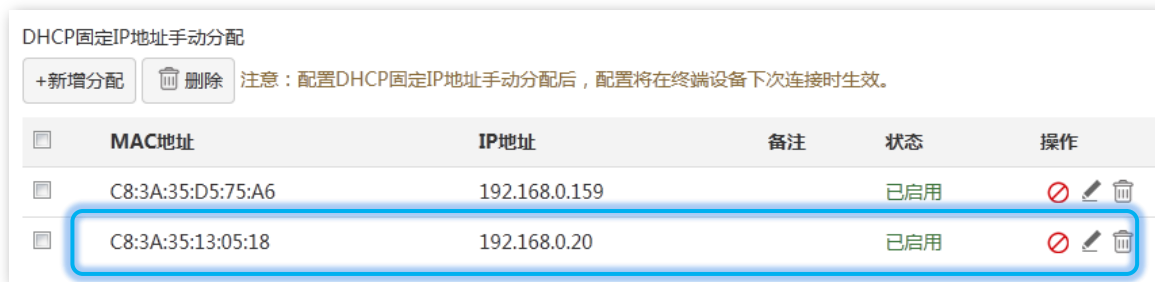 DHCP固定IP地址手动分配
+新增分配 删除 注意：配置DHCP固定IP地址手动分配后，配置将在终端设备下次连接时生效。
MAC地址 IP地址 备注 状态 操作
C8:3A:35:D5:75:A6 192.168.0.159 已启用
C8:3A:35:13:05:18 192.168.0.20 已启用